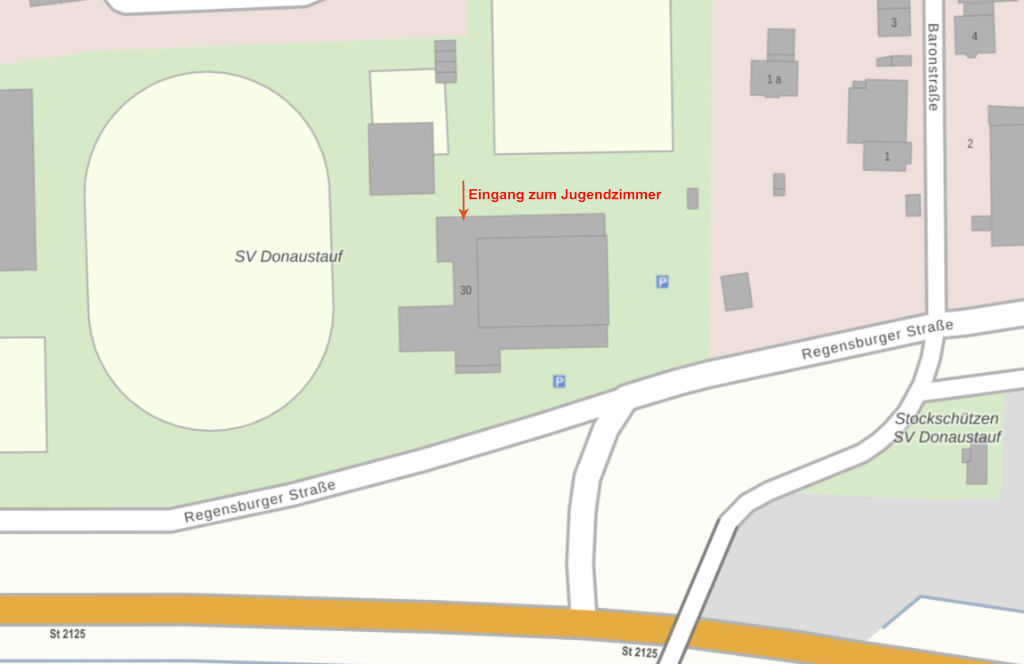 3
4
Baronstraße
1 a
2
1
Eingang zum Jugendzimmer
SV Donaustauf
30
P
P
Regensburger Straße
Stockschützen
SV Donaustauf
Regensburger Straße
St 2125
St 2125